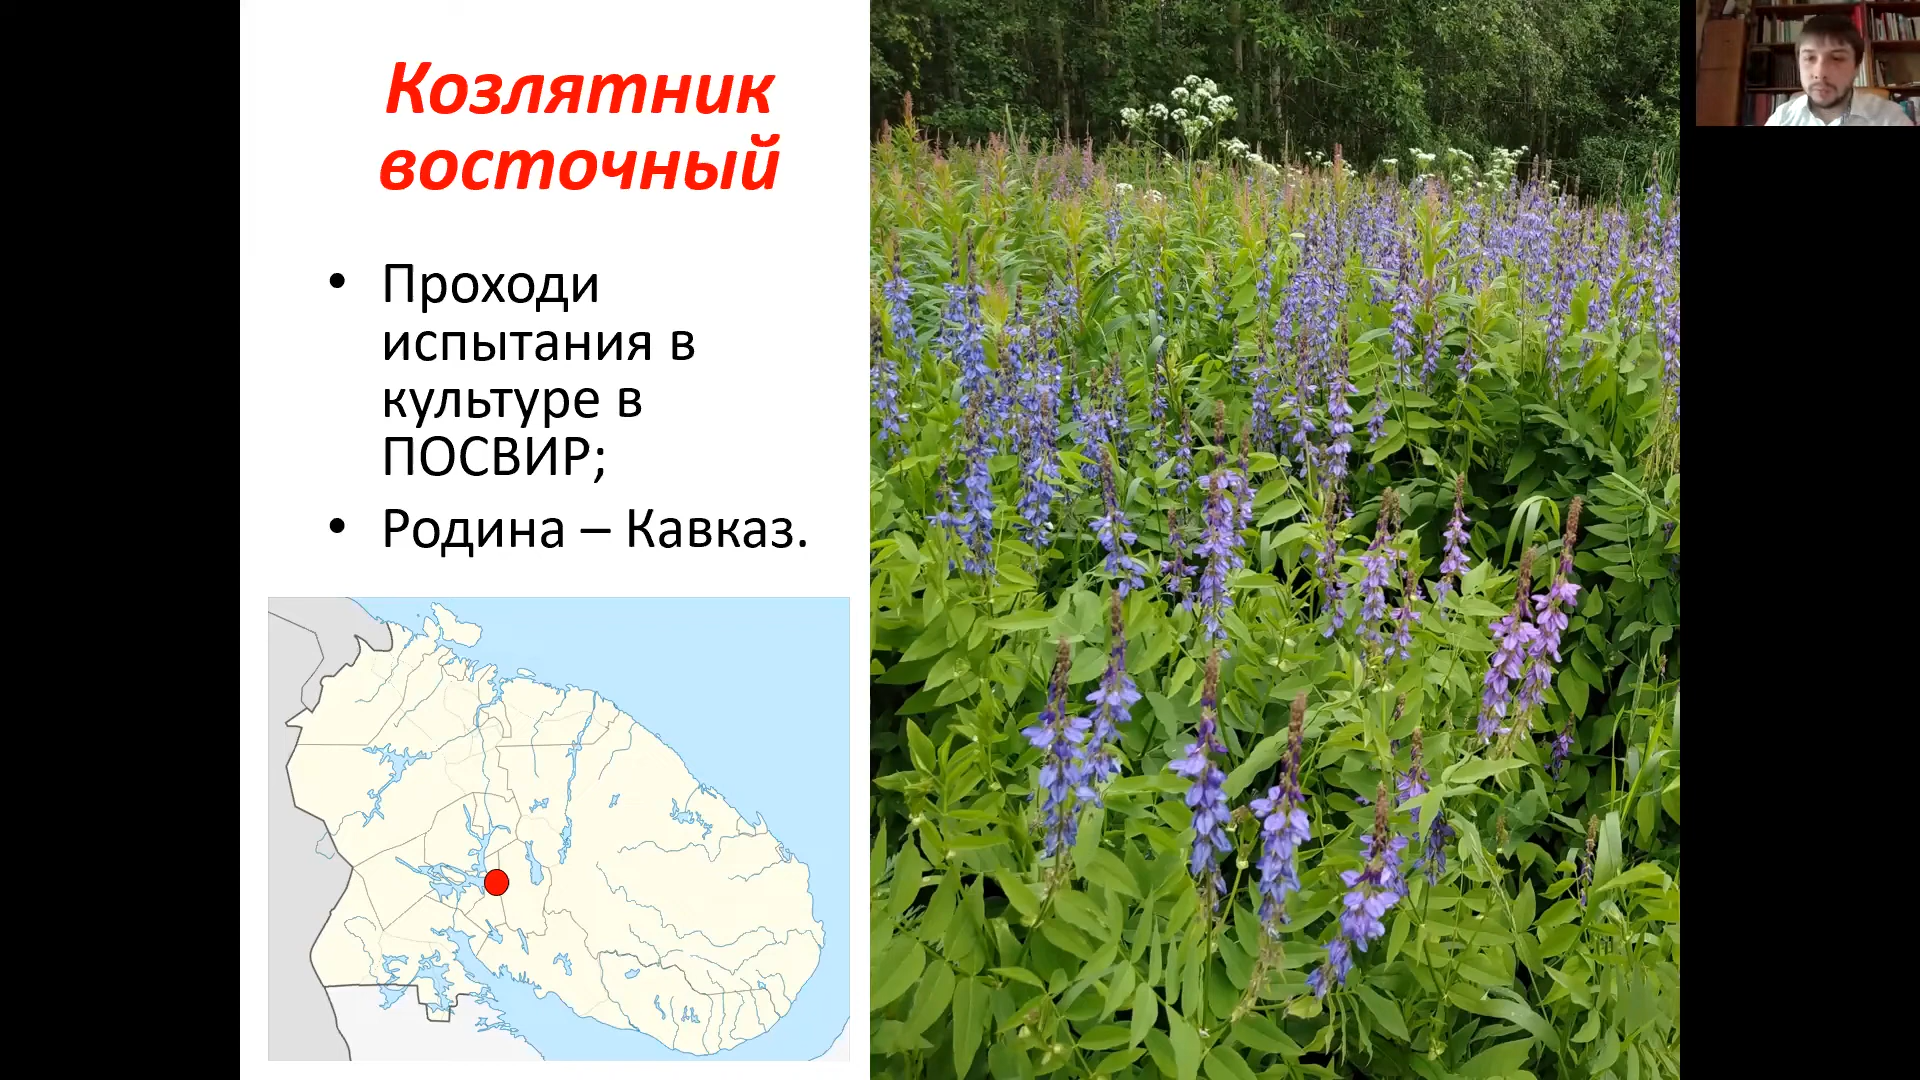 Козлятник
восточный
• Проходи
испытания в
культуре в
ПОСВИР;
• Родина – Кавказ.